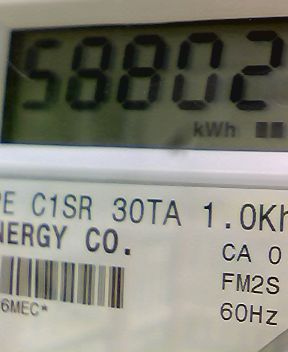 58802
kWh
PE C1SR 30TA 1.0Kh
NERGY CO.
CA 0
FM2S
6MEC*
60Hz